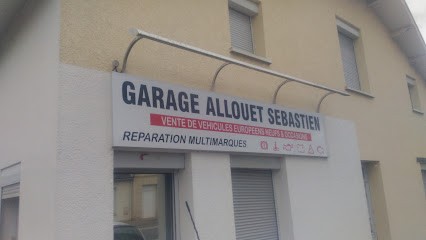 GARAGE ALLOUET SEBASTIEN
VENTE DE VEHICULES EUROPEENS NEUFS & OCCASIONS
REPARATION MULTIMARQUES